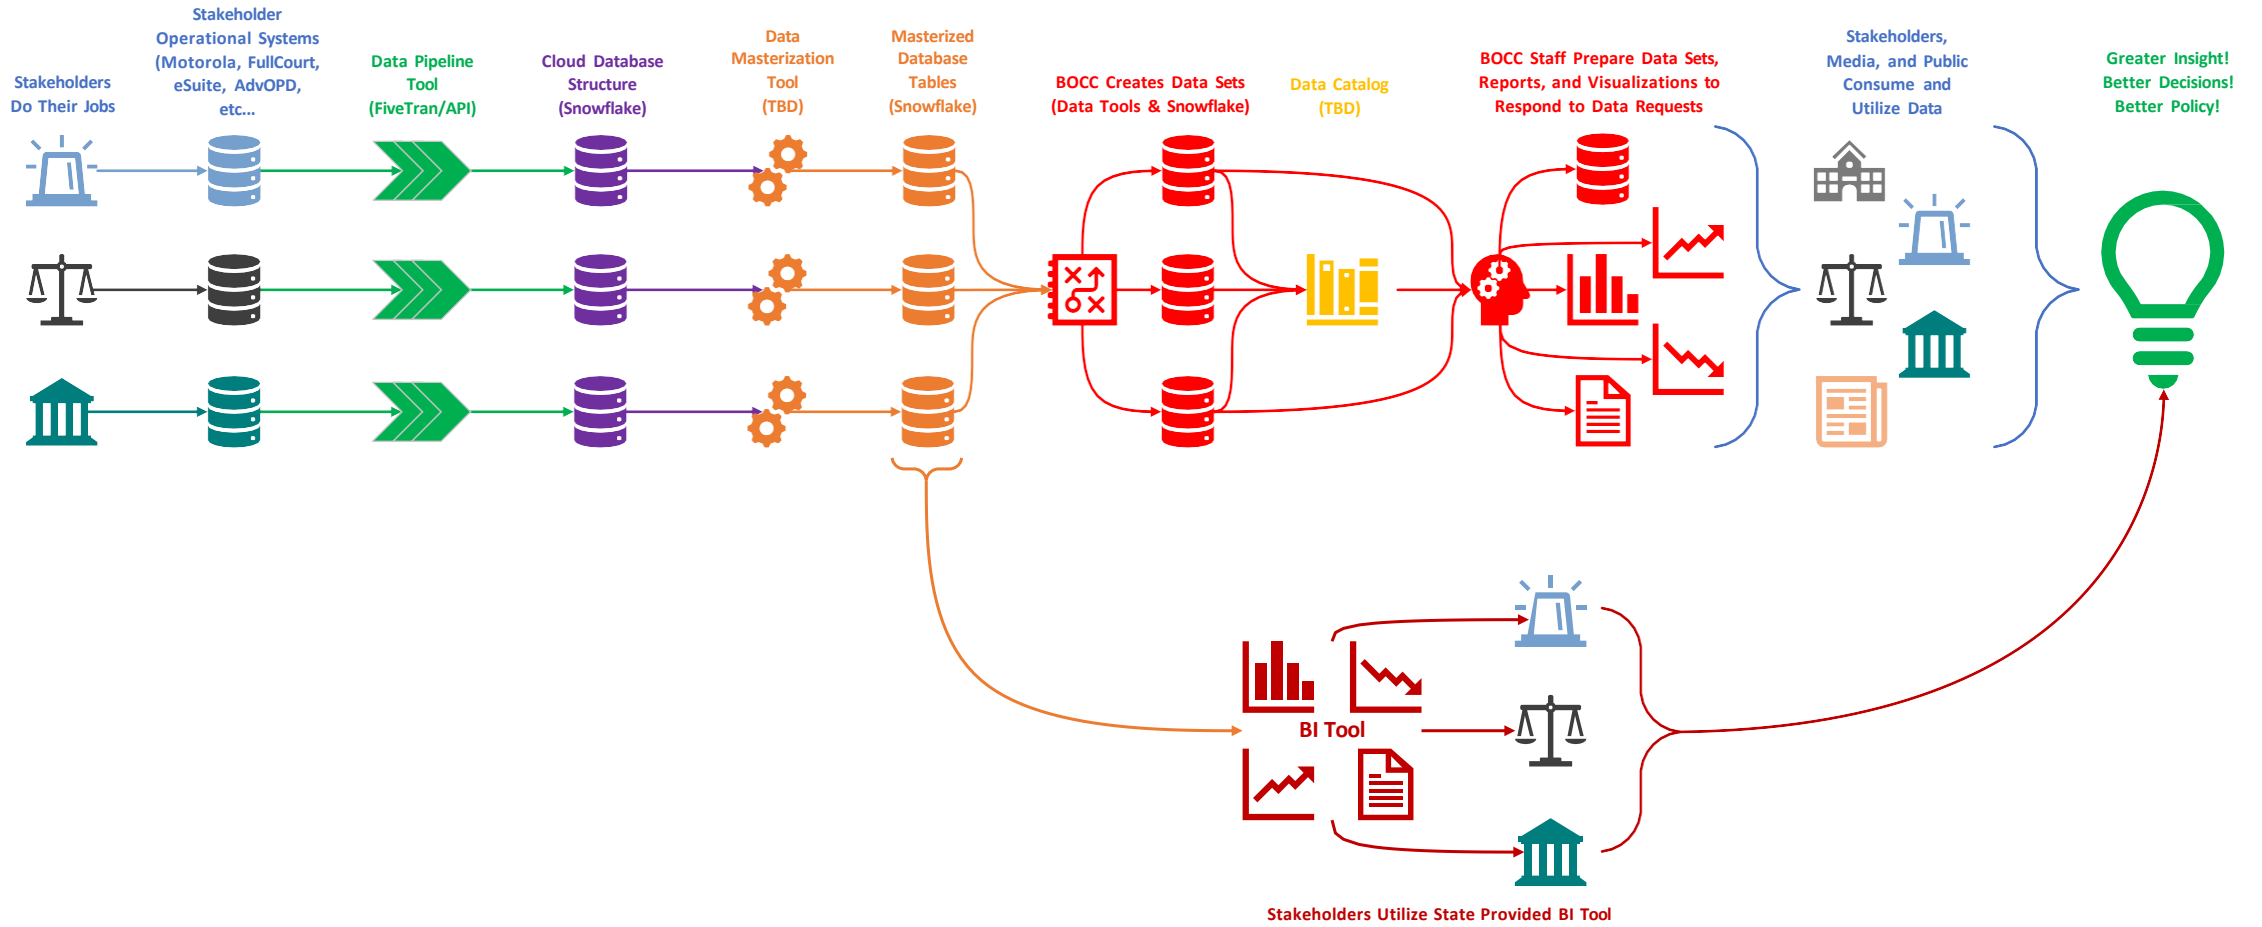 Stakeholders
Do Their Jobs
Stakeholder
Operational Systems
(Motorola, FullCourt,
eSuite, AdvOPD,
etc...
Data Pipeline
Tool
(FiveTran/API)
Cloud Database
Structure
(Snowflake)
Data
Masterization
Tool
(TBD)
Masterized
Database
Tables
(Snowflake)
BOCC Creates Data Sets
(Data Tools & Snowflake)
Data Catalog
(TBD)
BOCC Staff Prepare Data Sets,
Reports, and Visualizations to
Respond to Data Requests
Stakeholders,
Media, and Public
Consume and
Utilize Data
Greater Insight!
Better Decisions!
Better Policy!
BI Tool
Stakeholders Utilize State Provided BI Tool